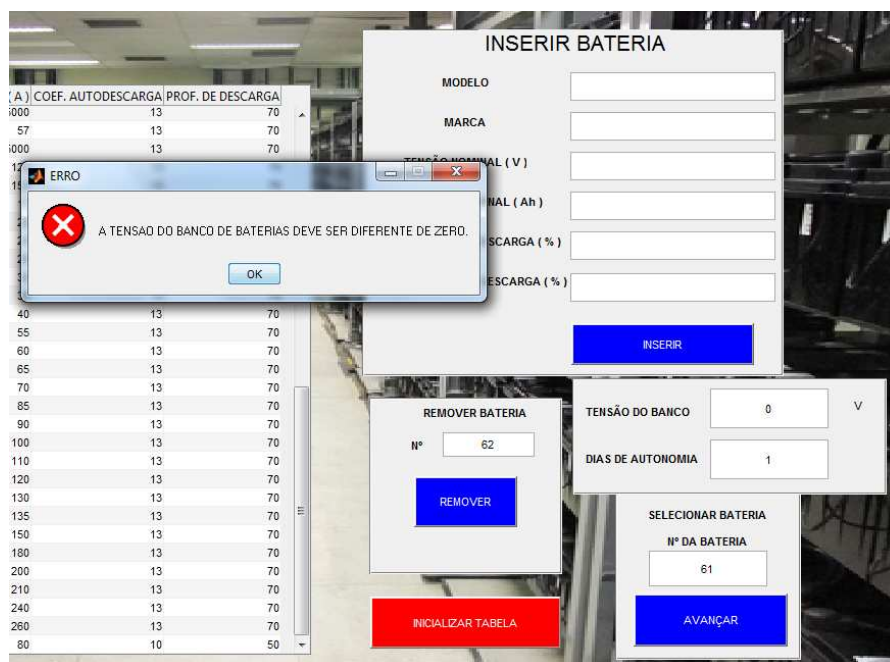 INSERIR BATERIA
MODELO
MARCA
TENSÃO NOMINAL ( V )
NAL ( Ah )
SCARGA ( % )
ESCARGA ( % )
INSERIR
( A ) COEF. AUTODESCARGA PROF. DE DESCARGA
13 70
57 13 70
13 70
ERRO
A TENSAO DO BANCO DE BATERIAS DEVE SER DIFERENTE DE ZERO.
OK
40 13 70
55 13 70
60 13 70
65 13 70
70 13 70
85 13 70
90 13 70
100 13 70
110 13 70
120 13 70
130 13 70
135 13 70
150 13 70
180 13 70
200 13 70
210 13 70
240 13 70
260 13 70
80 10 50
REMOVER BATERIA
Nº 62
REMOVER
INICIALIZAR TABELA
TENSÃO DO BANCO 0 V
DIAS DE AUTONOMIA 1
SELECIONAR BATERIA
Nº DA BATERIA
61
AVANÇAR